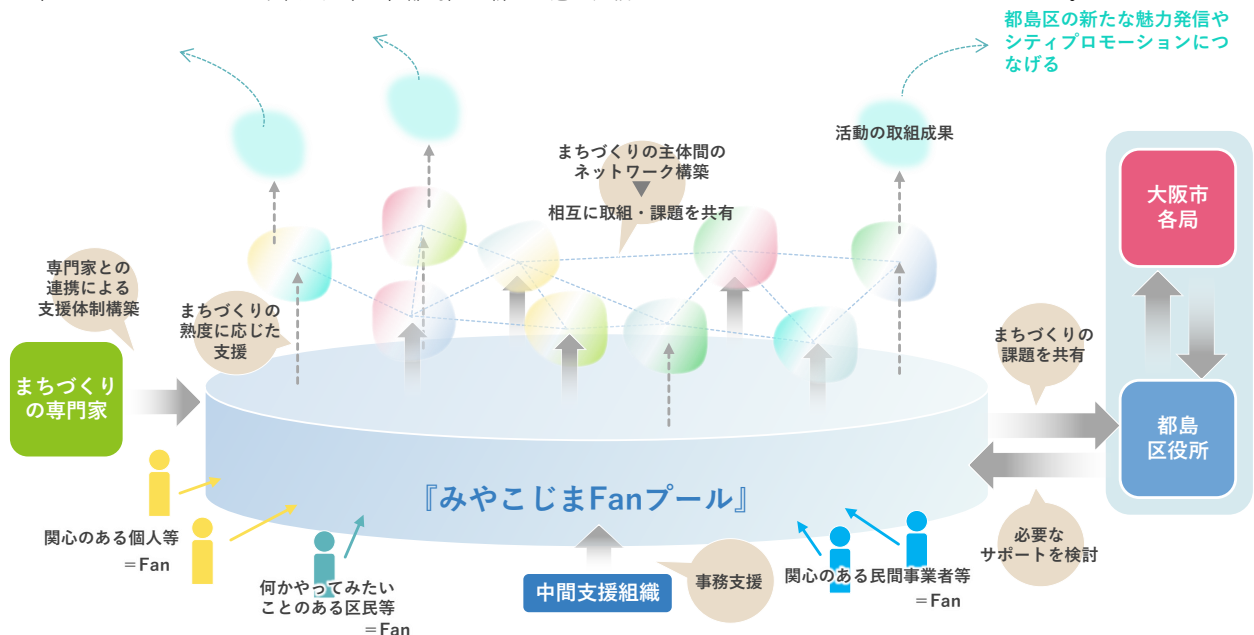 都島区の新たな魅力発信や
シティプロモーションにつ
なげる
活動の取組成果
まちづくりの主体間の
ネットワーク構築
相互に取組・課題を共有
大阪市
各局
専門家との
連携による
支援体制構築
まちづくりの
熟度に応じた
支援
まちづくりの
課題を共有
まちづくり
の専門家
都島
区役所
『みやこじまFanプール』
関心のある個人等
＝Fan
何かやってみたい
ことのある区民等
＝Fan
中間支援組織
事務支援
関心のある民間事業者等
＝Fan
必要な
サポートを検討